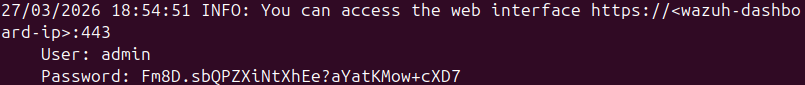 27/03/2026 18:54:51 INFO: You can access the web interface https://<wazuh-dashbo
ard-ip>:443
    User: admin
    Password: Fm8D.sbQPZXiNtXhEe?aYatKMow+cXD7